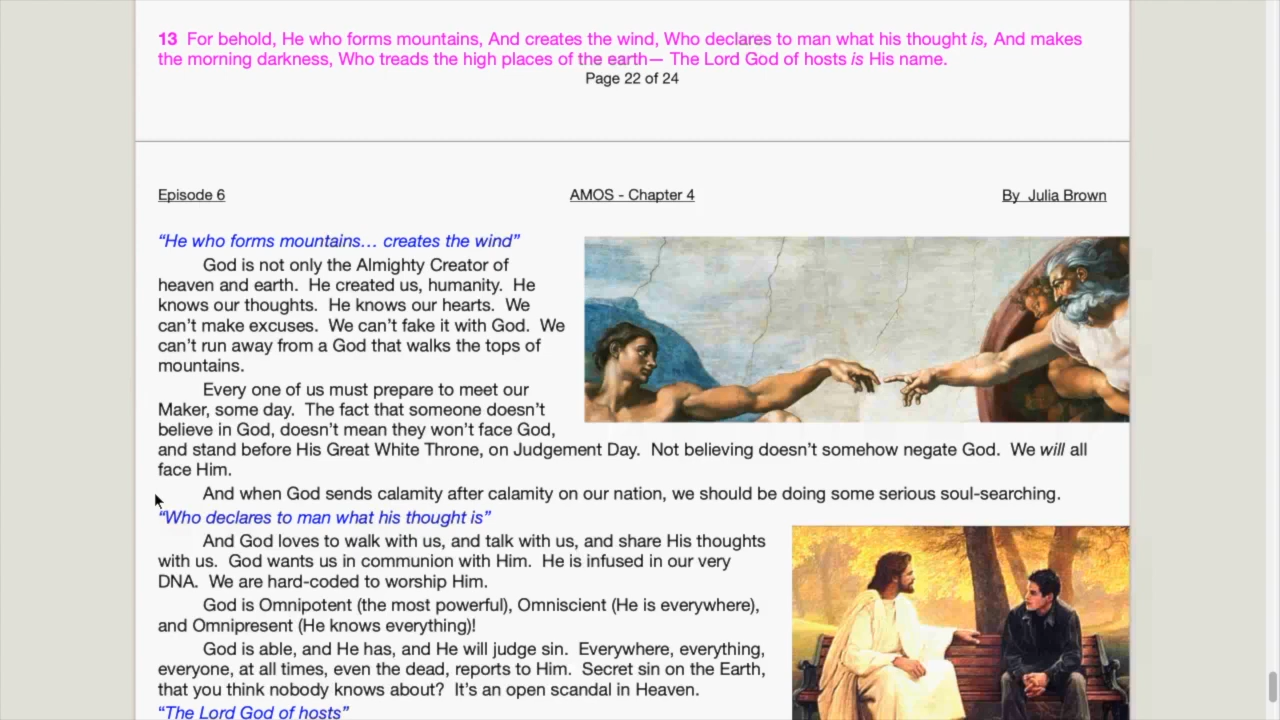 13 For behold, He who forms mountains, And creates the wind, Who declares to man what his thought is, And makes
the morning darkness, Who treads the high places of the earth— The Lord God of hosts is His name.
Page 22 of 24
Episode 6 AMOS - Chapter 4 By Julia Brown
“He who forms mountains… creates the wind”
God is not only the Almighty Creator of
heaven and earth. He created us, humanity. He
knows our thoughts. He knows our hearts. We
can’t make excuses. We can’t fake it with God. We
can’t run away from a God that walks the tops of
mountains.
Every one of us must prepare to meet our
Maker, some day. The fact that someone doesn’t
believe in God, doesn’t mean they won’t face God,
and stand before His Great White Throne, on Judgement Day. Not believing doesn’t somehow negate God. We will all
face Him.
And when God sends calamity after calamity on our nation, we should be doing some serious soul-searching.
“Who declares to man what his thought is”
And God loves to walk with us, and talk with us, and share His thoughts
with us. God wants us in communion with Him. He is infused in our very
DNA. We are hard-coded to worship Him.
God is Omnipotent (the most powerful), Omniscient (He is everywhere),
and Omnipresent (He knows everything)!
God is able, and He has, and He will judge sin. Everywhere, everything,
everyone, at all times, even the dead, reports to Him. Secret sin on the Earth,
that you think nobody knows about? It’s an open scandal in Heaven.
“The Lord God of hosts”